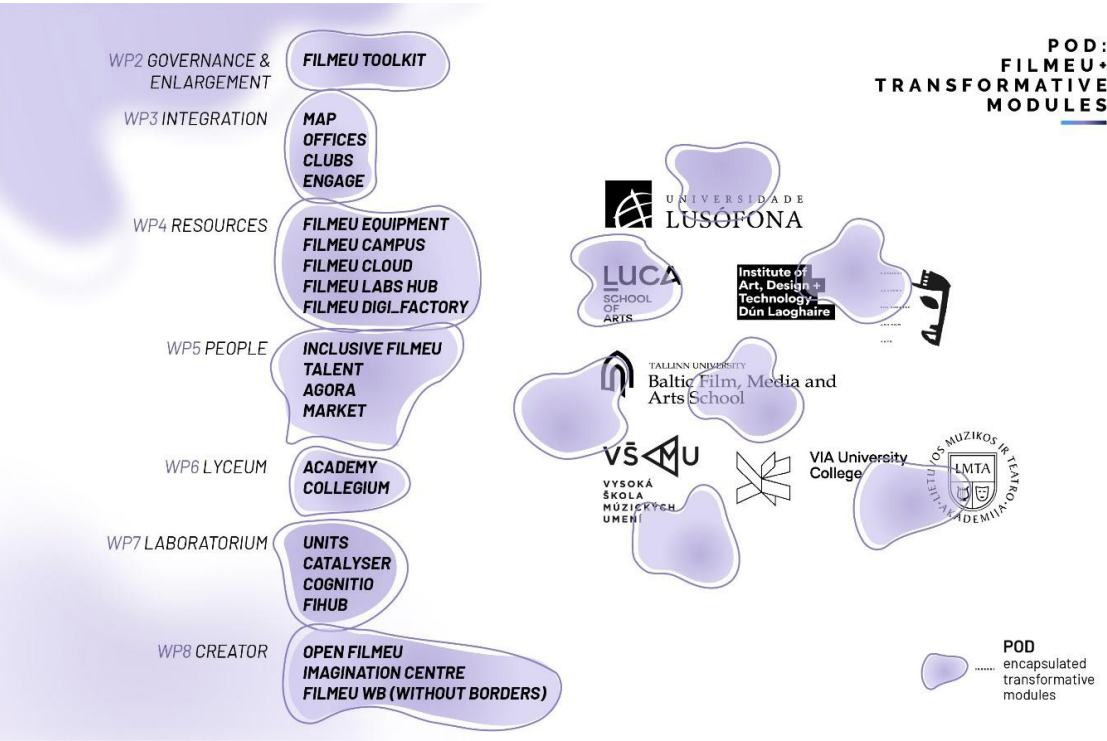 POD:
FILMEU+
TRANSFORMATIVE
MODULES
WP2 GOVERNANCE &
ENLARGEMENT
FILMEU TOOLKIT
WP3 INTEGRATION
MAP
OFFICES
CLUBS
ENGAGE
WP4 RESOURCES
FILMEU EQUIPMENT
FILMEU CAMPUS
FILMEU CLOUD
FILMEU LABS HUB
FILMEU DIGI_FACTORY
WP5 PEOPLE
INCLUSIVE FILMEU
TALENT
AGORA
MARKET
WP6 LYCEUM
ACADEMY
COLLEGIUM
WP7 LABORATORIUM
UNITS
CATALYSER
COGNITIO
FIHUB
WP8 CREATOR
OPEN FILMEU
IMAGINATION CENTRE
FILMEU WB (WITHOUT BORDERS)
UNIVERSIDADE
LUSÓFONA
LUCA
SCHOOL
OF
ARTS
Institute of
Art, Design +
Technology
Dún Laoghaire
TALLINN UNIVERSITY
Baltic Film, Media and
Arts School
VŠMU
VYSOKÁ
ŠKOLA
MÚZICKÝCH
UMENÍ
VIA University
College
LIETUVOS MUZIKOS IR TEATRO AKADEMIJA
LMTA
POD
encapsulated
transformative
modules